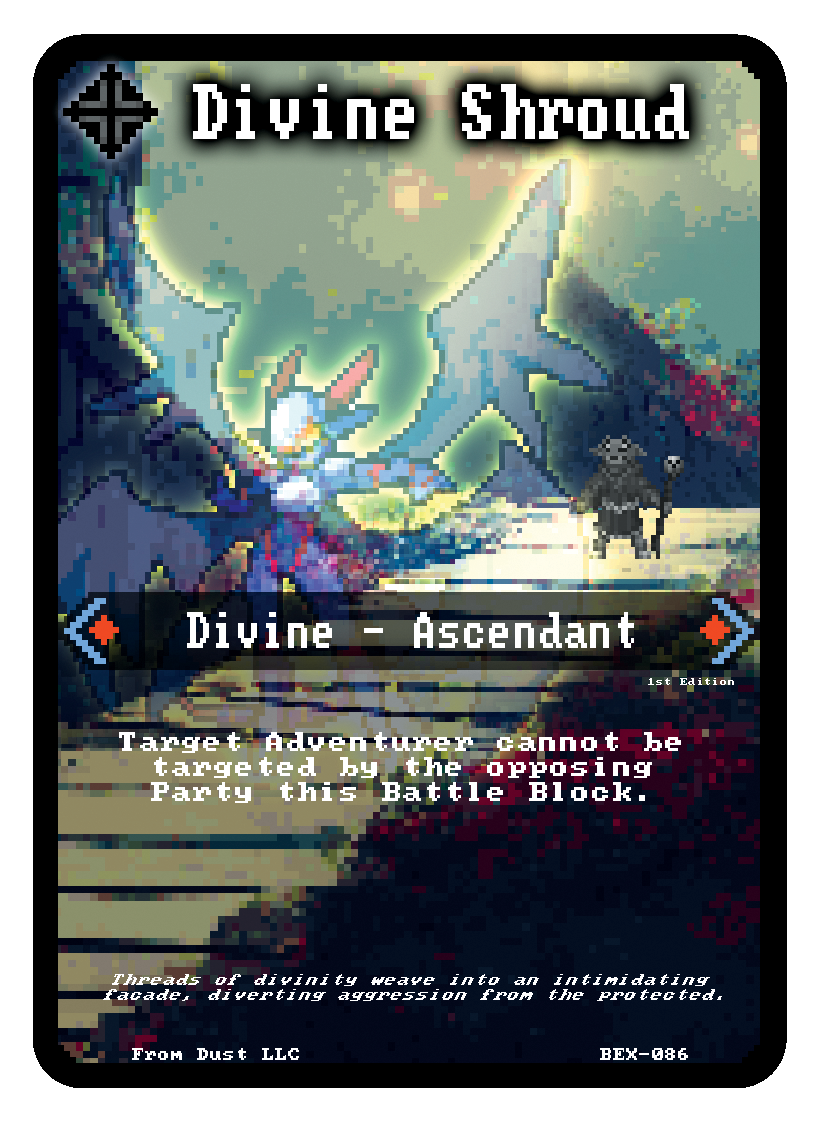 Divine Shroud
Divine - Ascendant
1st Edition
Target Adventurer cannot be
targeted by the opposing
Party this Battle Block.
Threads of divinity weave into an intimidating
facade, diverting aggression from the protected.
From Dust LLC
BEX-086